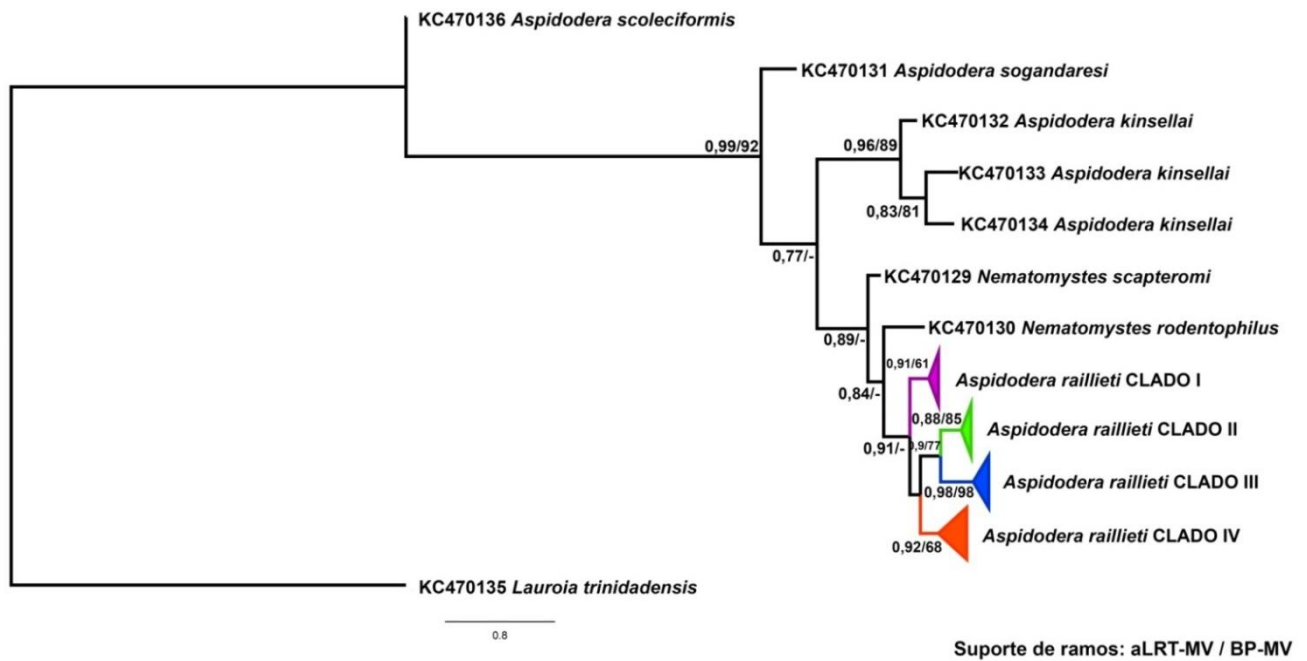 KC470136 Aspidodera scoleciformis
KC470131 Aspidodera sogandaresi
KC470132 Aspidodera kinsellai
0,99/92
0,96/89
KC470133 Aspidodera kinsellai
0,83/81
KC470134 Aspidodera kinsellai
0,77/-
KC470129 Nematomystes scapteromi
KC470130 Nematomystes rodentophilus
0,89/-
0,91/61
Aspidodera raillieti CLADO I
0,84/-
0,88/85
Aspidodera raillieti CLADO II
0,91/-
0,9/77
Aspidodera raillieti CLADO III
0,98/98
Aspidodera raillieti CLADO IV
0,92/68
KC470135 Lauroia trinidadensis
0.8
Suporte de ramos: aLRT-MV / BP-MV